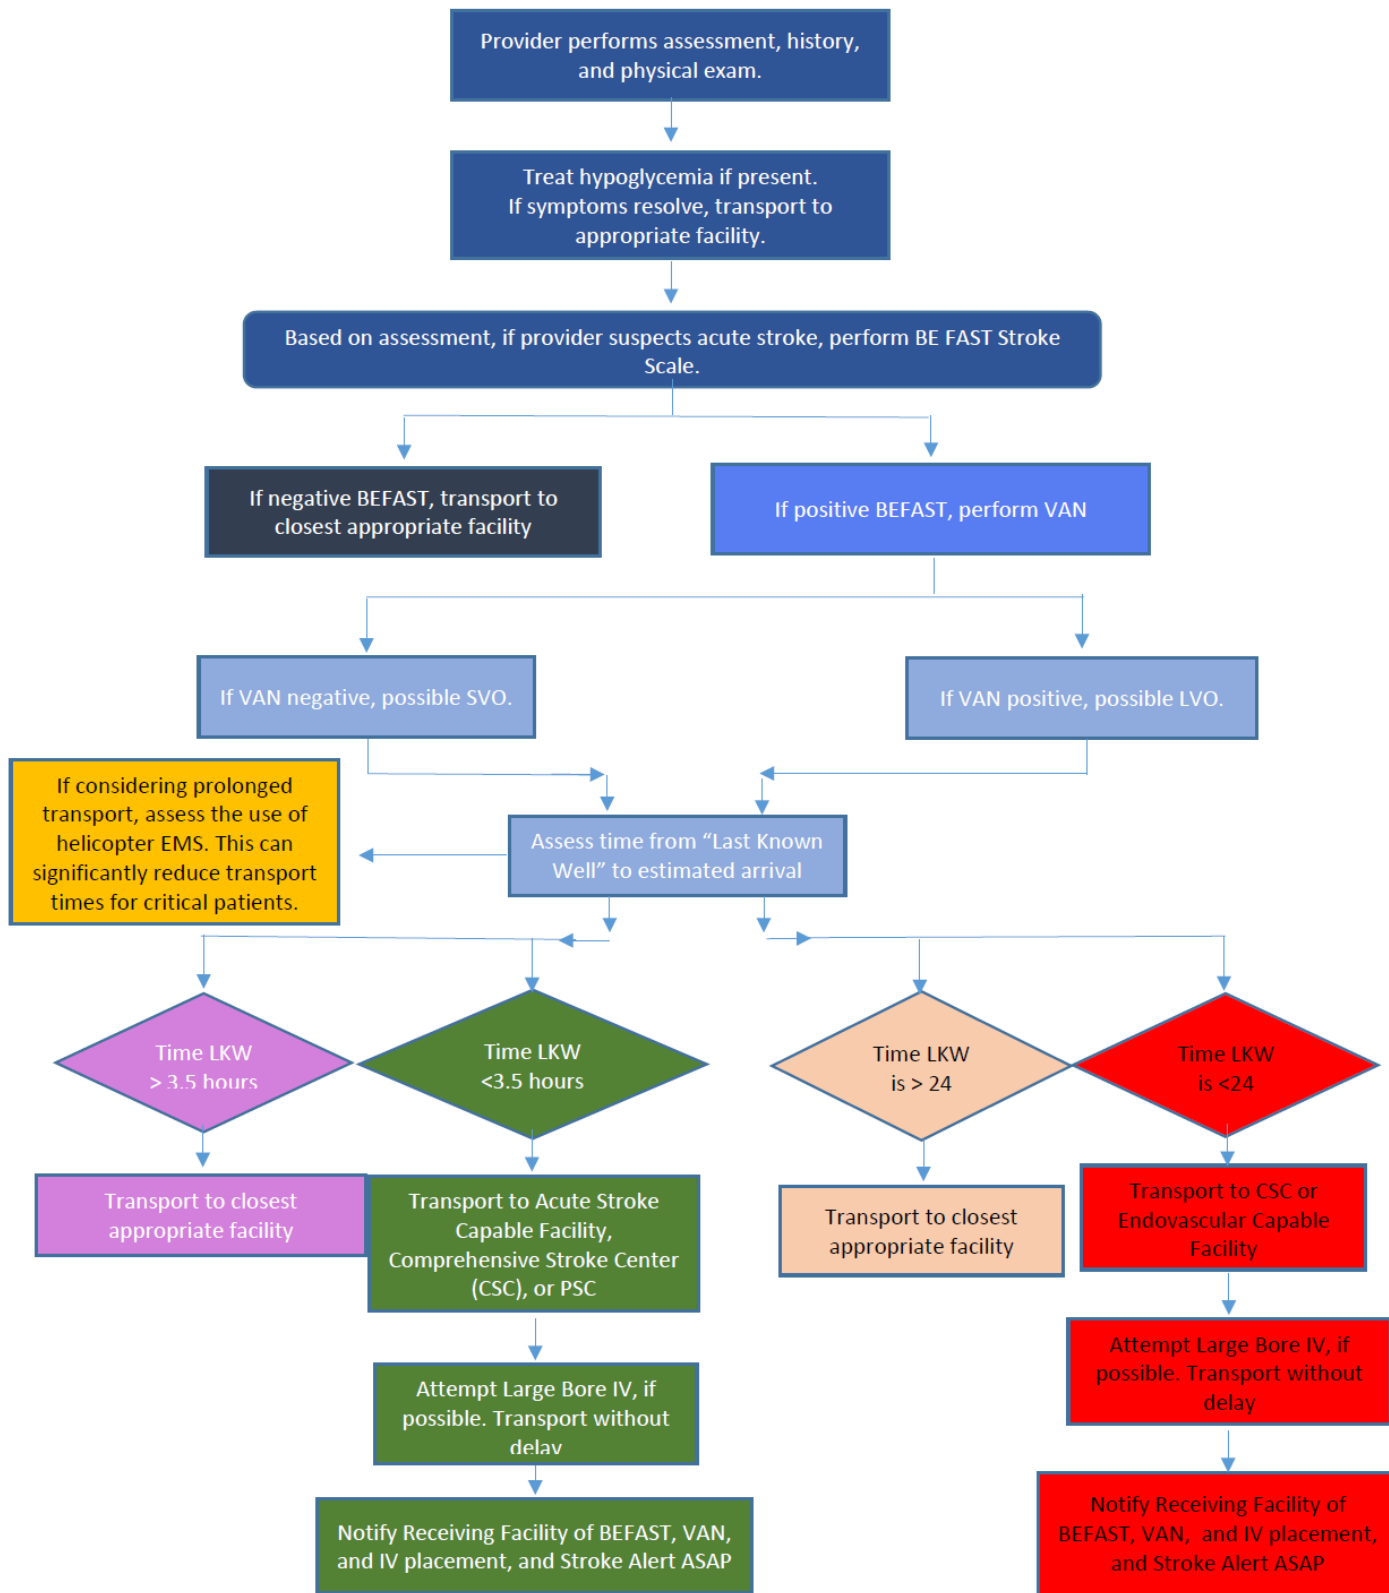 Provider performs assessment, history,
and physical exam.
Treat hypoglycemia if present.
If symptoms resolve, transport to
appropriate facility.
Based on assessment, if provider suspects acute stroke, perform BE FAST Stroke
Scale.
If negative BEFAST, transport to
closest appropriate facility
If positive BEFAST, perform VAN
If VAN negative, possible SVO.
If VAN positive, possible LVO.
If considering prolonged
transport, assess the use of
helicopter EMS. This can
significantly reduce transport
times for critical patients.
Assess time from “Last Known
Well” to estimated arrival
Time LKW
> 3.5 hours
Time LKW
<3.5 hours
Time LKW
is > 24
Time LKW
is <24
Transport to closest
appropriate facility
Transport to Acute Stroke
Capable Facility,
Comprehensive Stroke Center
(CSC), or PSC
Transport to closest
appropriate facility
Transport to CSC or
Endovascular Capable
Facility
Attempt Large Bore IV, if
possible. Transport without
delay
Attempt Large Bore IV, if
possible. Transport without
delay
Notify Receiving Facility of BEFAST, VAN,
and IV placement, and Stroke Alert ASAP
Notify Receiving Facility of
BEFAST, VAN, and IV placement,
and Stroke Alert ASAP